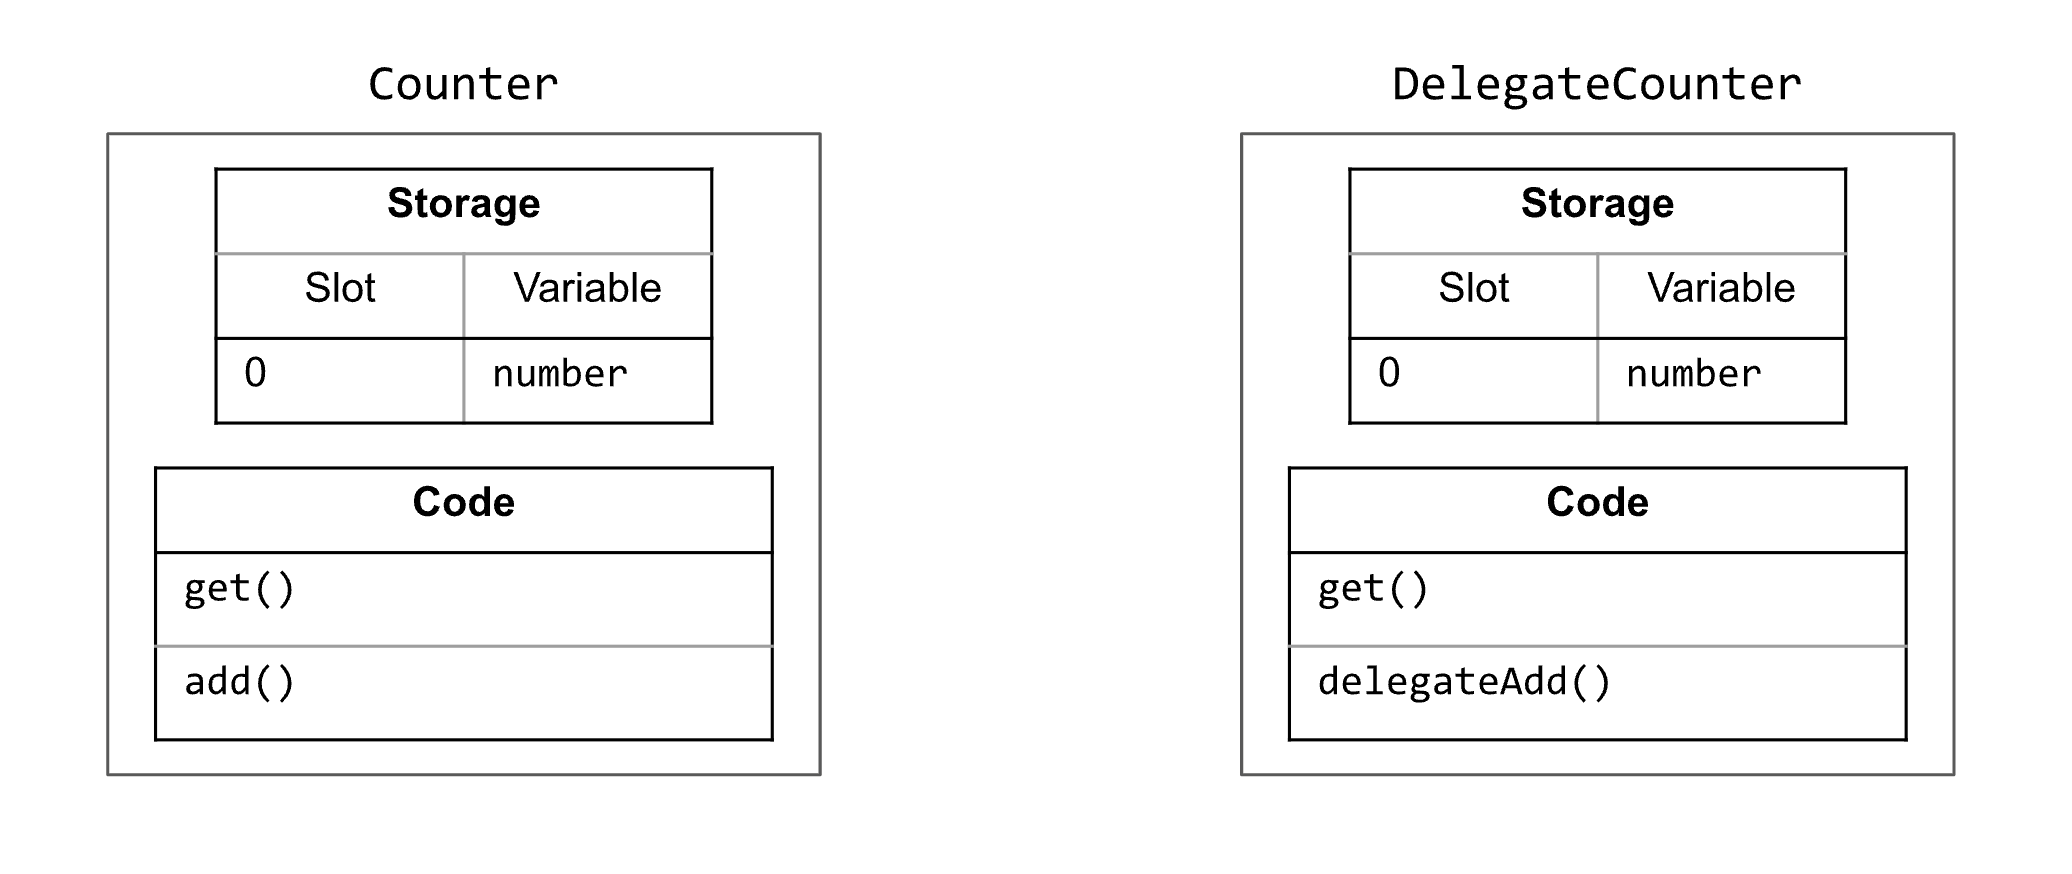 Counter
Storage
Slot Variable
0 number
Code
get()
add()
DelegateCounter
Storage
Slot Variable
0 number
Code
get()
delegateAdd()